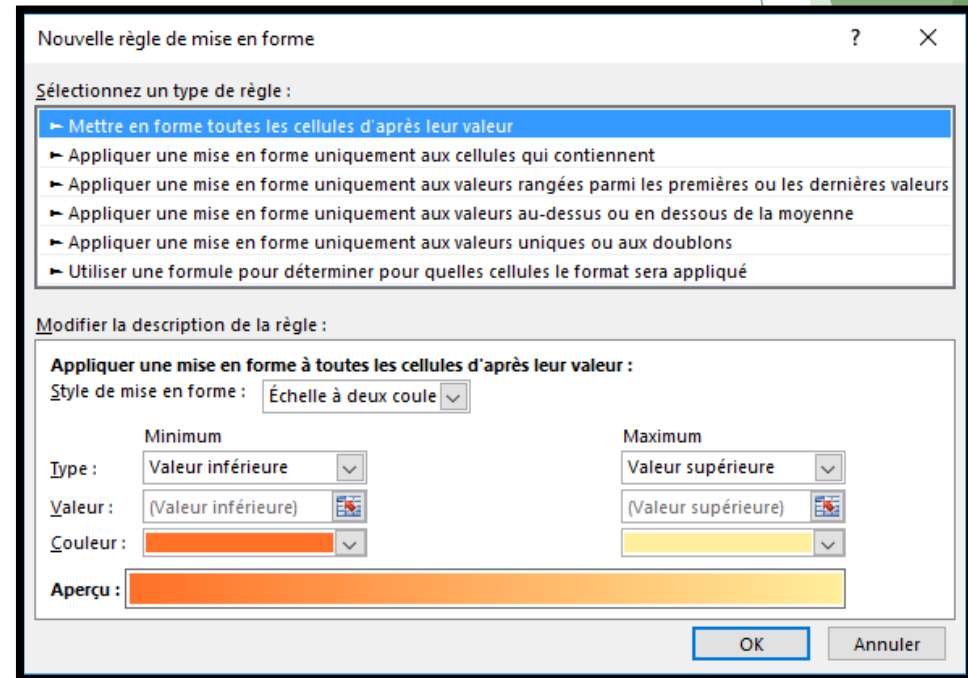 Nouvelle règle de mise en forme ?
Sélectionnez un type de règle :
► Mettre en forme toutes les cellules d'après leur valeur
► Appliquer une mise en forme uniquement aux cellules qui contiennent
► Appliquer une mise en forme uniquement aux valeurs rangées parmi les premières ou les dernières valeurs
► Appliquer une mise en forme uniquement aux valeurs au-dessus ou en dessous de la moyenne
► Appliquer une mise en forme uniquement aux valeurs uniques ou aux doublons
► Utiliser une formule pour déterminer pour quelles cellules le format sera appliqué
Modifier la description de la règle :
Appliquer une mise en forme à toutes les cellules d'après leur valeur :
Style de mise en forme : Échelle à deux coule
Minimum Maximum
Type : Valeur inférieure Valeur supérieure
Valeur : (Valeur inférieure) (Valeur supérieure)
Couleur :
Aperçu :
OK Annuler